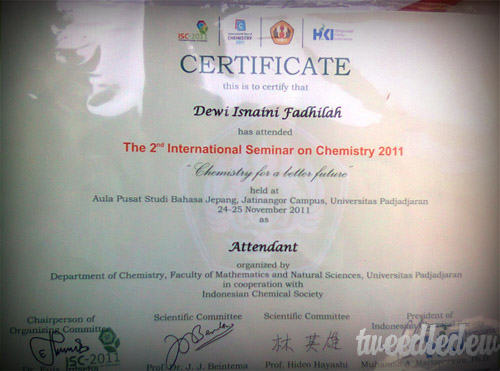 ISC-2011
CHEMISTRY
2011
HKI
CERTIFICATE
this is to certify that
Dewi Isnaini Fadhilah
has attended
The 2nd International Seminar on Chemistry 2011
"Chemistry for a better future"
held at
Aula Pusat Studi Bahasa Jepang, Jatinangor Campus, Universitas Padjadjaran
24-25 November 2011
as
Attendant
organized by
Department of Chemistry, Faculty of Mathematics and Natural Sciences, Universitas Padjadjaran
in cooperation with
Indonesian Chemical Society
Chairperson of
Organizing Committee
Scientific Committee
Scientific Committee
President of
Indonesian
ISC-2011
林 英雄
tweedledew
Prof. Dr. J. J. Beintema
Prof. Hideo Hayashi